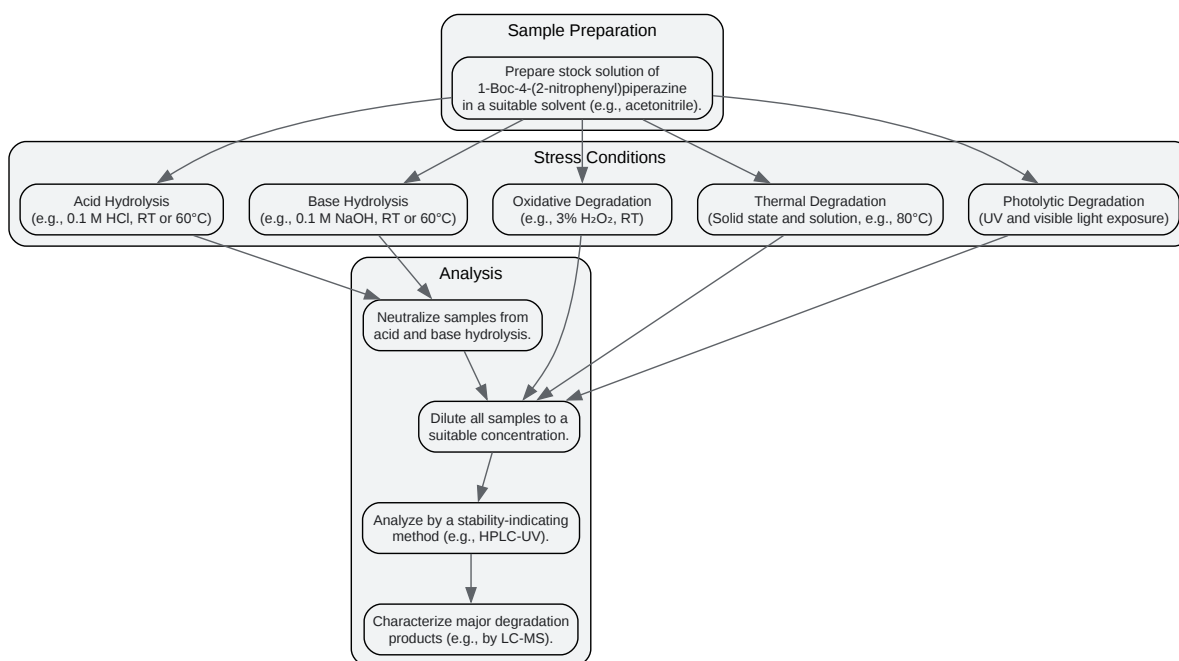 Sample Preparation
Prepare stock solution of
1-Boc-4-(2-nitrophenyl)piperazine
in a suitable solvent (e.g., acetonitrile).
Stress Conditions
Acid Hydrolysis
(e.g., 0.1 M HCl, RT or 60°C)
Base Hydrolysis
(e.g., 0.1 M NaOH, RT or 60°C)
Oxidative Degradation
(e.g., 3% H₂O₂, RT)
Thermal Degradation
(Solid state and solution, e.g., 80°C)
Photolytic Degradation
(UV and visible light exposure)
Analysis
Neutralize samples from
acid and base hydrolysis.
Dilute all samples to a
suitable concentration.
Analyze by a stability-indicating
method (e.g., HPLC-UV).
Characterize major degradation
products (e.g., by LC-MS).